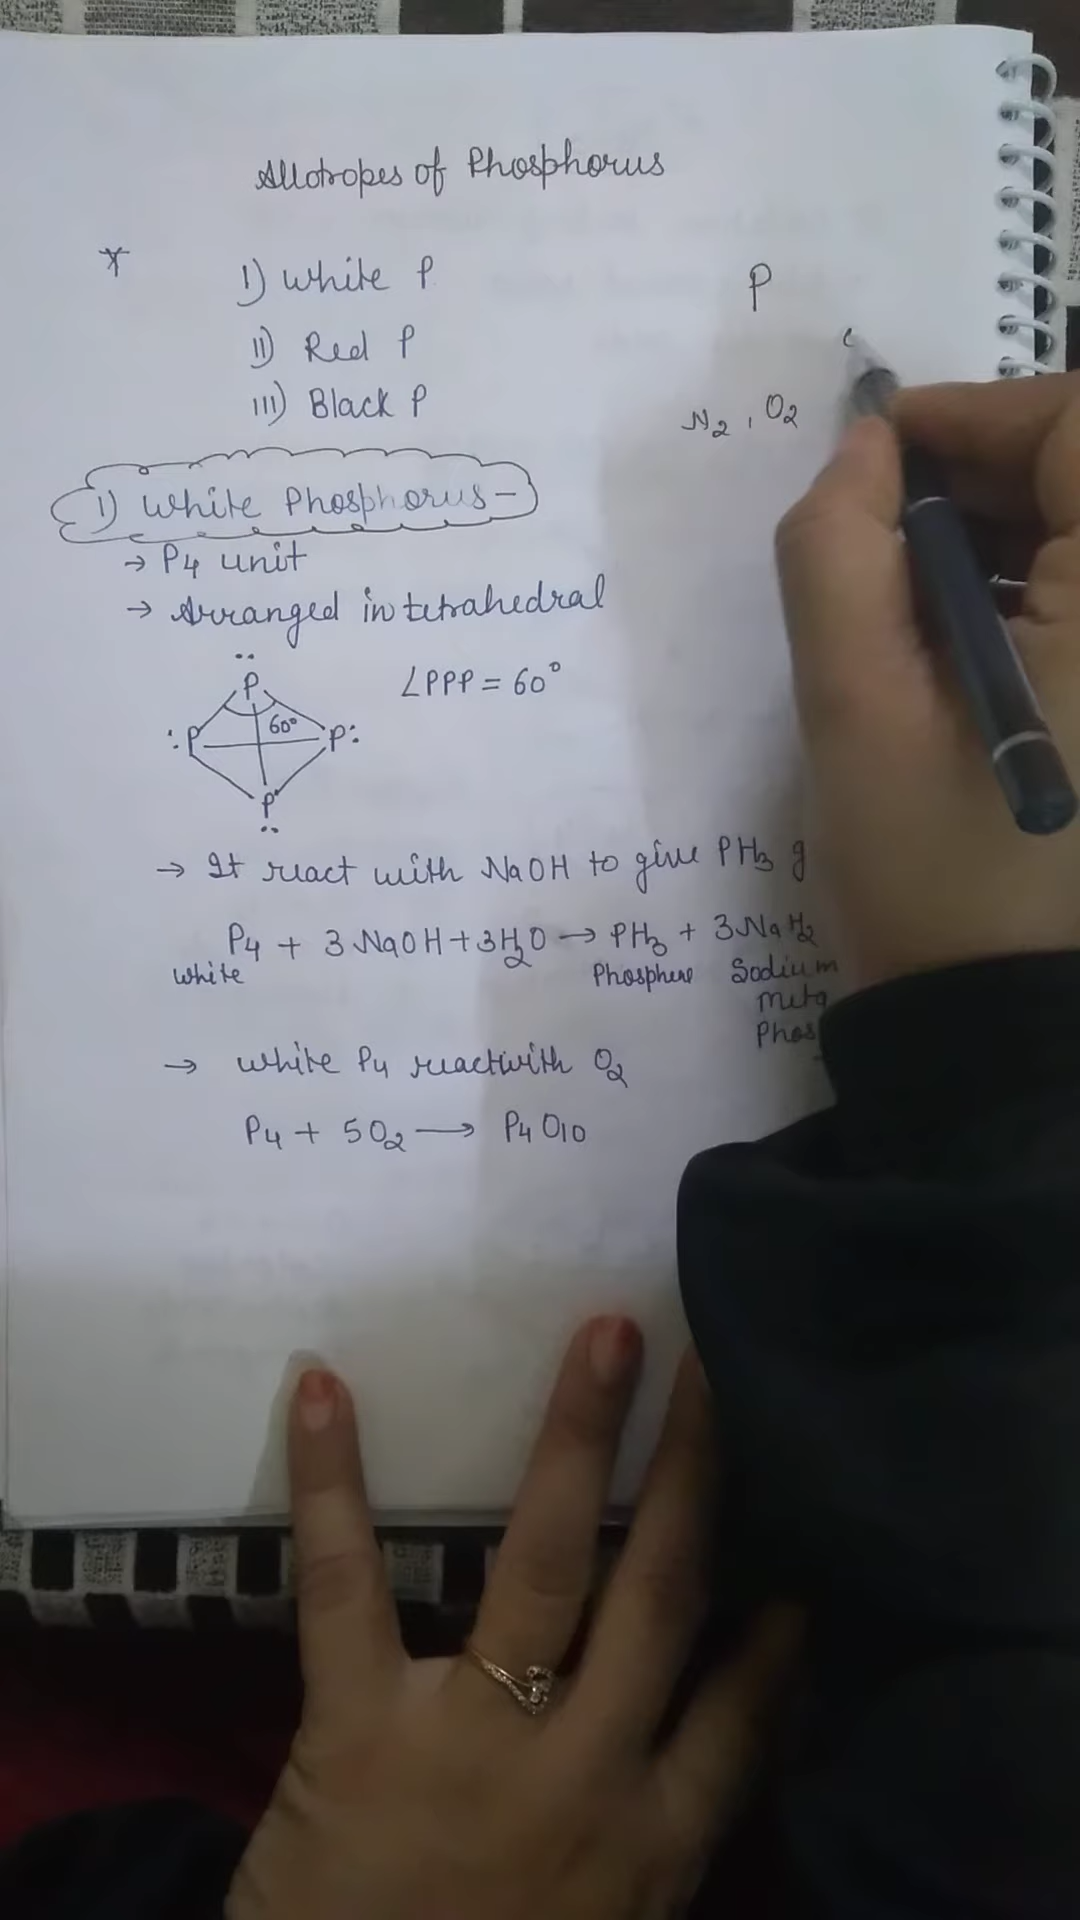 Allotropes of Phosphorus
*
I) White P
II) Red P
III) Black P
P
N2 , O2
1) White Phosphorus -
→ P4 unit
→ Arranged in tetrahedral
P
60°
:P
P:
P
∠PPP = 60°
→ It react with NaOH to give PH3 g
P4 + 3 NaOH + 3H2O → PH3 + 3NaH2
White
Phosphene
Sodium
Meta
Phos
→ White P4 react with O2
P4 + 5O2 → P4O10